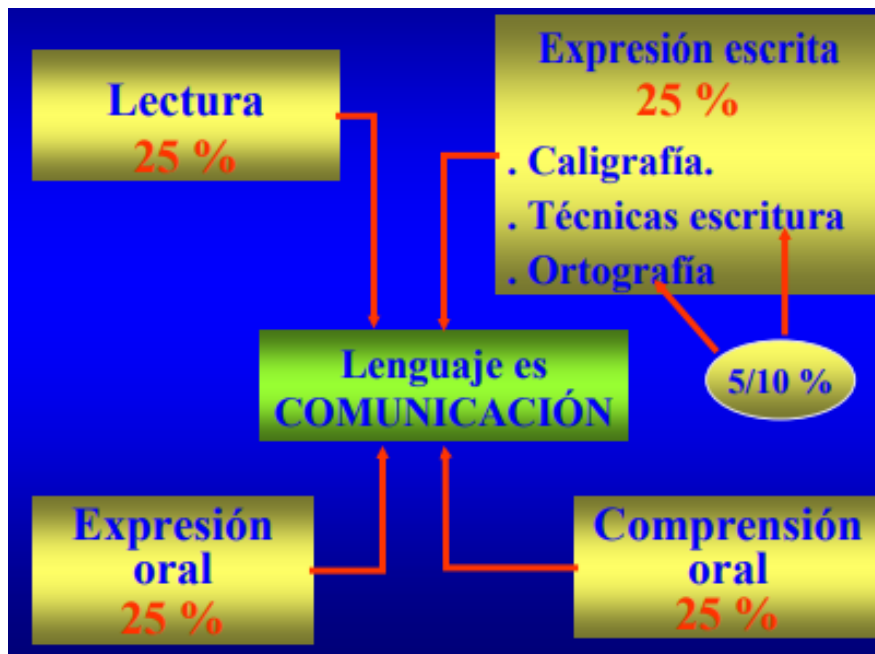 Lectura
25 %
Expresión escrita
25 %
. Caligrafía.
. Técnicas escritura
. Ortografía
5/10 %
Lenguaje es
COMUNICACIÓN
Expresión
oral
25 %
Comprensión
oral
25 %